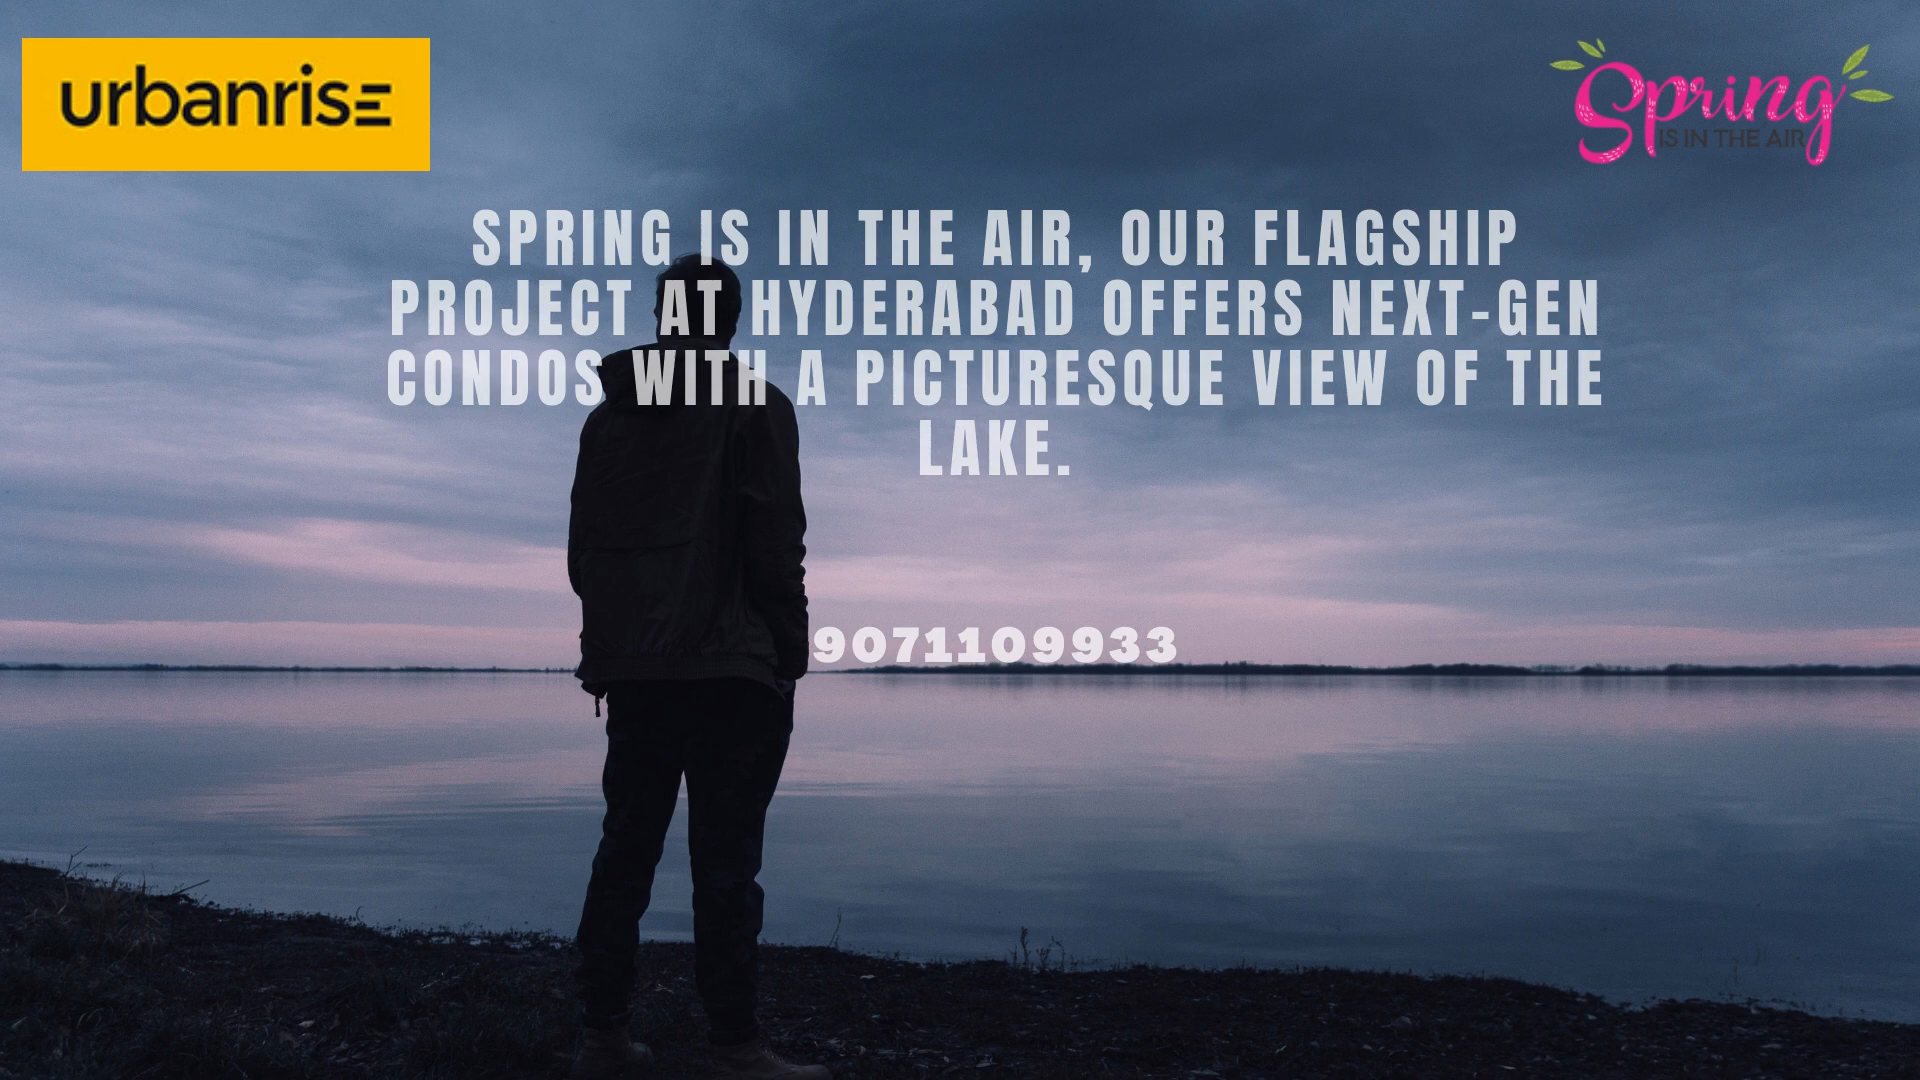 urbanrise
Spring
IS IN THE AIR
SPRING IS IN THE AIR, OUR FLAGSHIP
PROJECT AT HYDERABAD OFFERS NEXT-GEN
CONDOS WITH A PICTURESQUE VIEW OF THE
LAKE.
9071109933